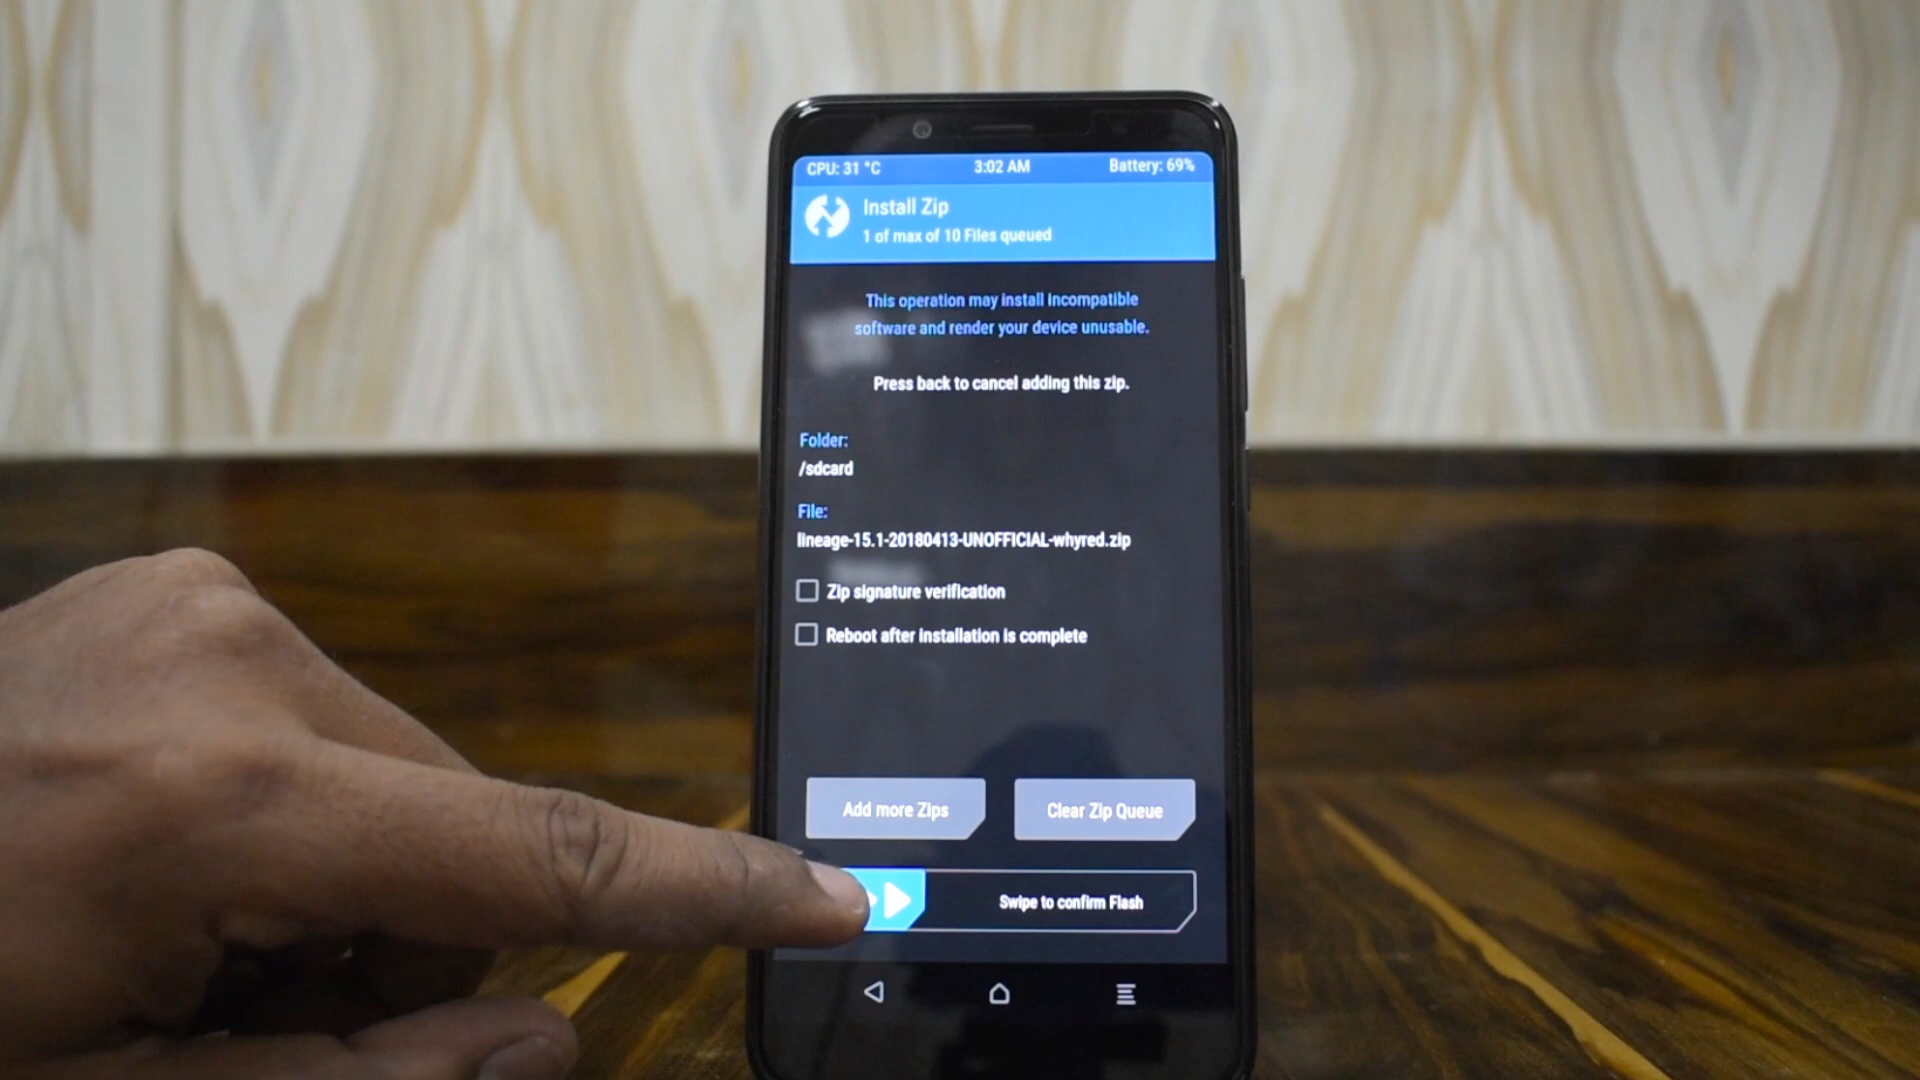 CPU: 31 °C 3:02 AM Battery: 69%
Install Zip
1 of max of 10 Files queued
This operation may install incompatible
software and render your device unusable.
Press back to cancel adding this zip.
Folder:
/sdcard
File:
lineage-15.1-20180413-UNOFFICIAL-whyred.zip
Zip signature verification
Reboot after installation is complete
Add more Zips Clear Zip Queue
Swipe to confirm Flash